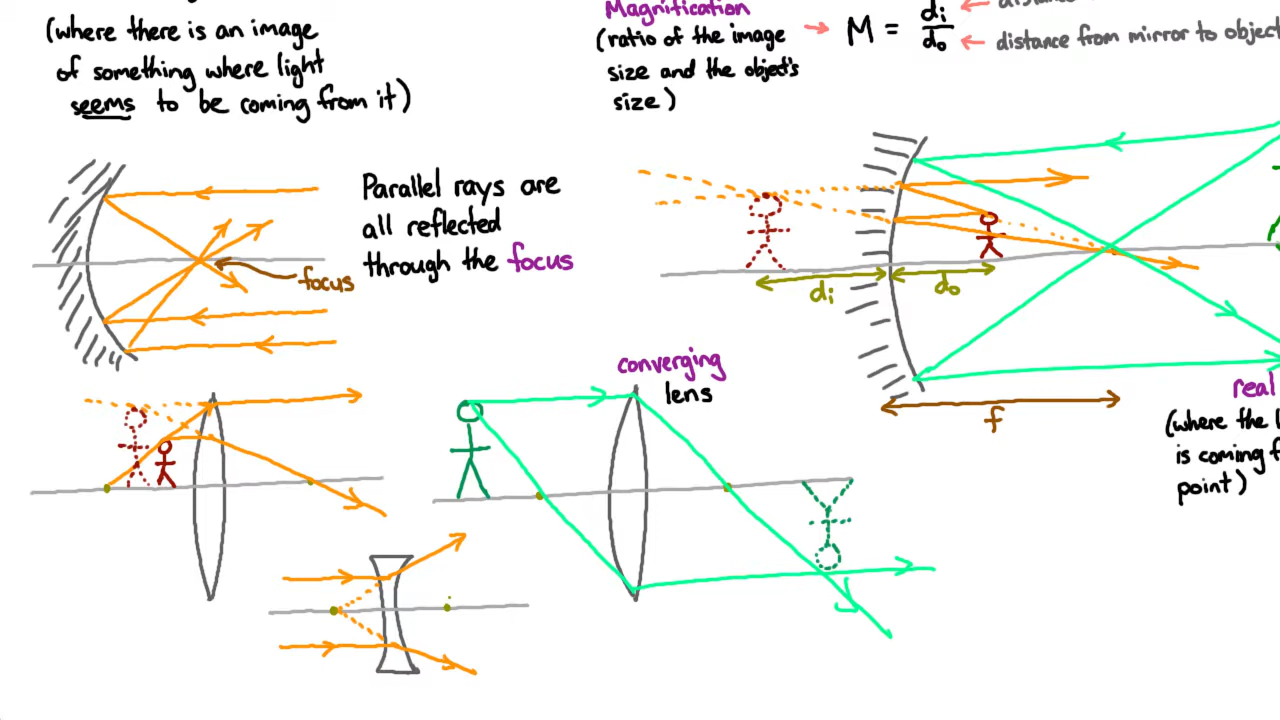 (where there is an image
of something where light
seems to be coming from it)
Magnification
(ratio of the image
size and the object's
size)
M = di/do
distance from mirror to object
Parallel rays are
all reflected
through the focus
focus
di
do
f
converging
lens
real
(where the
is coming
point)